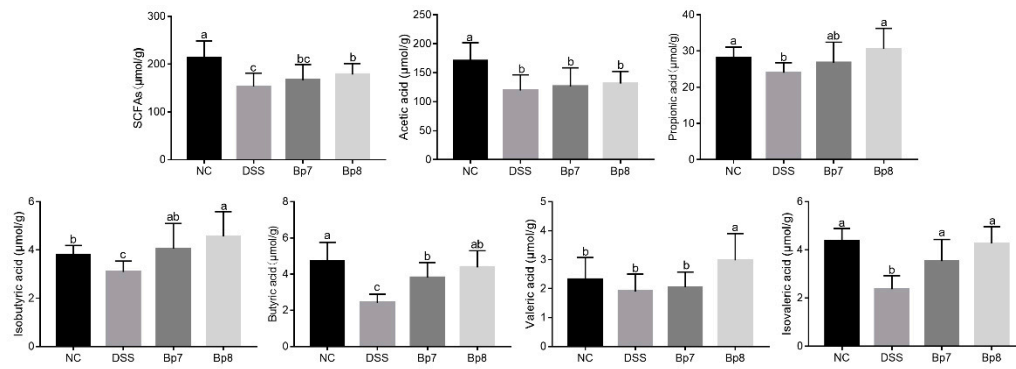 SCFAs (μmol/g)
300
200
100
0
a
c
bc
b
NC
DSS
Bp7
Bp8
Acetic acid (μmol/g)
250
200
150
100
50
0
a
b
b
b
NC
DSS
Bp7
Bp8
Propionic acid (μmol/g)
40
30
20
10
0
a
b
ab
a
NC
DSS
Bp7
Bp8
Isobutyric acid (μmol/g)
6
4
2
0
b
c
ab
a
NC
DSS
Bp7
Bp8
Butyric acid (μmol/g)
8
6
4
2
0
a
c
b
ab
NC
DSS
Bp7
Bp8
Valeric acid (μmol/g)
5
4
3
2
1
0
b
b
b
a
NC
DSS
Bp7
Bp8
Isovaleric acid (μmol/g)
6
4
2
0
a
b
a
a
NC
DSS
Bp7
Bp8